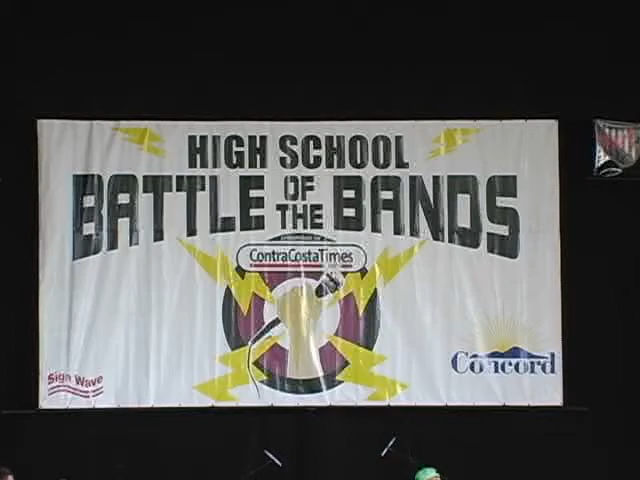 HIGH SCHOOL
BATTLE OF THE BANDS
ContraCostaTimes
Sign Wave
Concord